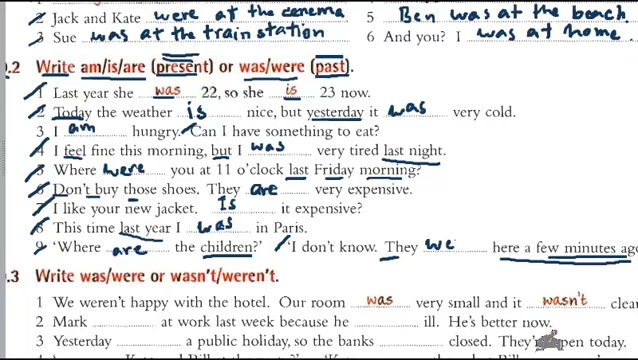 2 Jack and Kate were at the cenema 5 Ben was at the beach
3 Sue was at the train station 6 And you? I was at home.
.2 Write am/is/are (present) or was/were (past).
1 Last year she was 22, so she is 23 now.
2 Today the weather is nice, but yesterday it was very cold.
3 I am hungry. Can I have something to eat?
4 I feel fine this morning, but I was very tired last night.
5 Where were you at 11 o'clock last Friday morning?
6 Don't buy those shoes. They are very expensive.
7 I like your new jacket. Is it expensive?
8 This time last year I was in Paris.
9 'Where are the children?' 'I don't know. They we here a few minutes ago
.3 Write was/were or wasn't/weren't.
1 We weren't happy with the hotel. Our room was very small and it wasn't clea
2 Mark at work last week because he ill. He's better now.
3 Yesterday a public holiday, so the banks closed. They're open today.